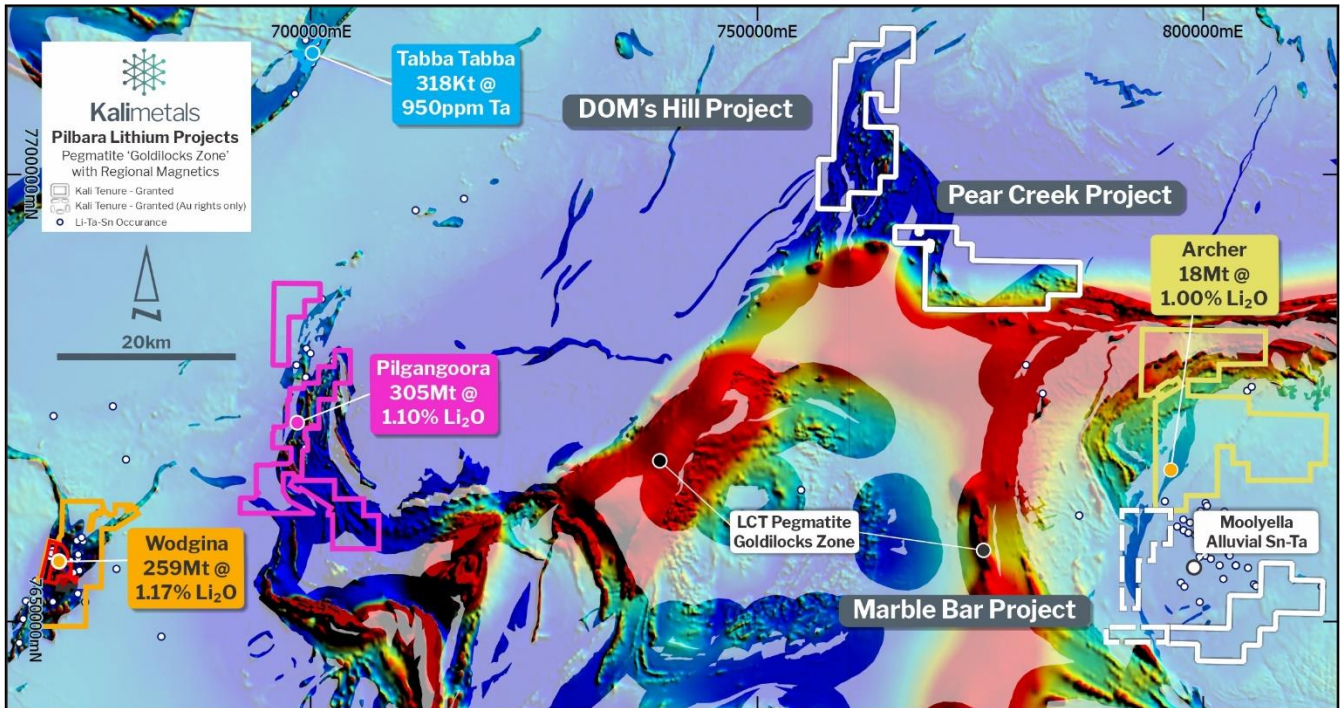 700000mE
750000mE
800000mE
7700000mN
7650000mN
Kalimetals
Pilbara Lithium Projects
Pegmatite 'Goldilocks Zone'
with Regional Magnetics
Kali Tenure - Granted
Kali Tenure - Granted (Au rights only)
Li-Ta-Sn Occurance
N
20km
Tabba Tabba
318Kt @
950ppm Ta
DOM's Hill Project
Pear Creek Project
Archer
18Mt @
1.00% Li₂O
Pilgangoora
305Mt @
1.10% Li₂O
Wodgina
259Mt @
1.17% Li₂O
LCT Pegmatite
Goldilocks Zone
Moolyella
Alluvial Sn-Ta
Marble Bar Project